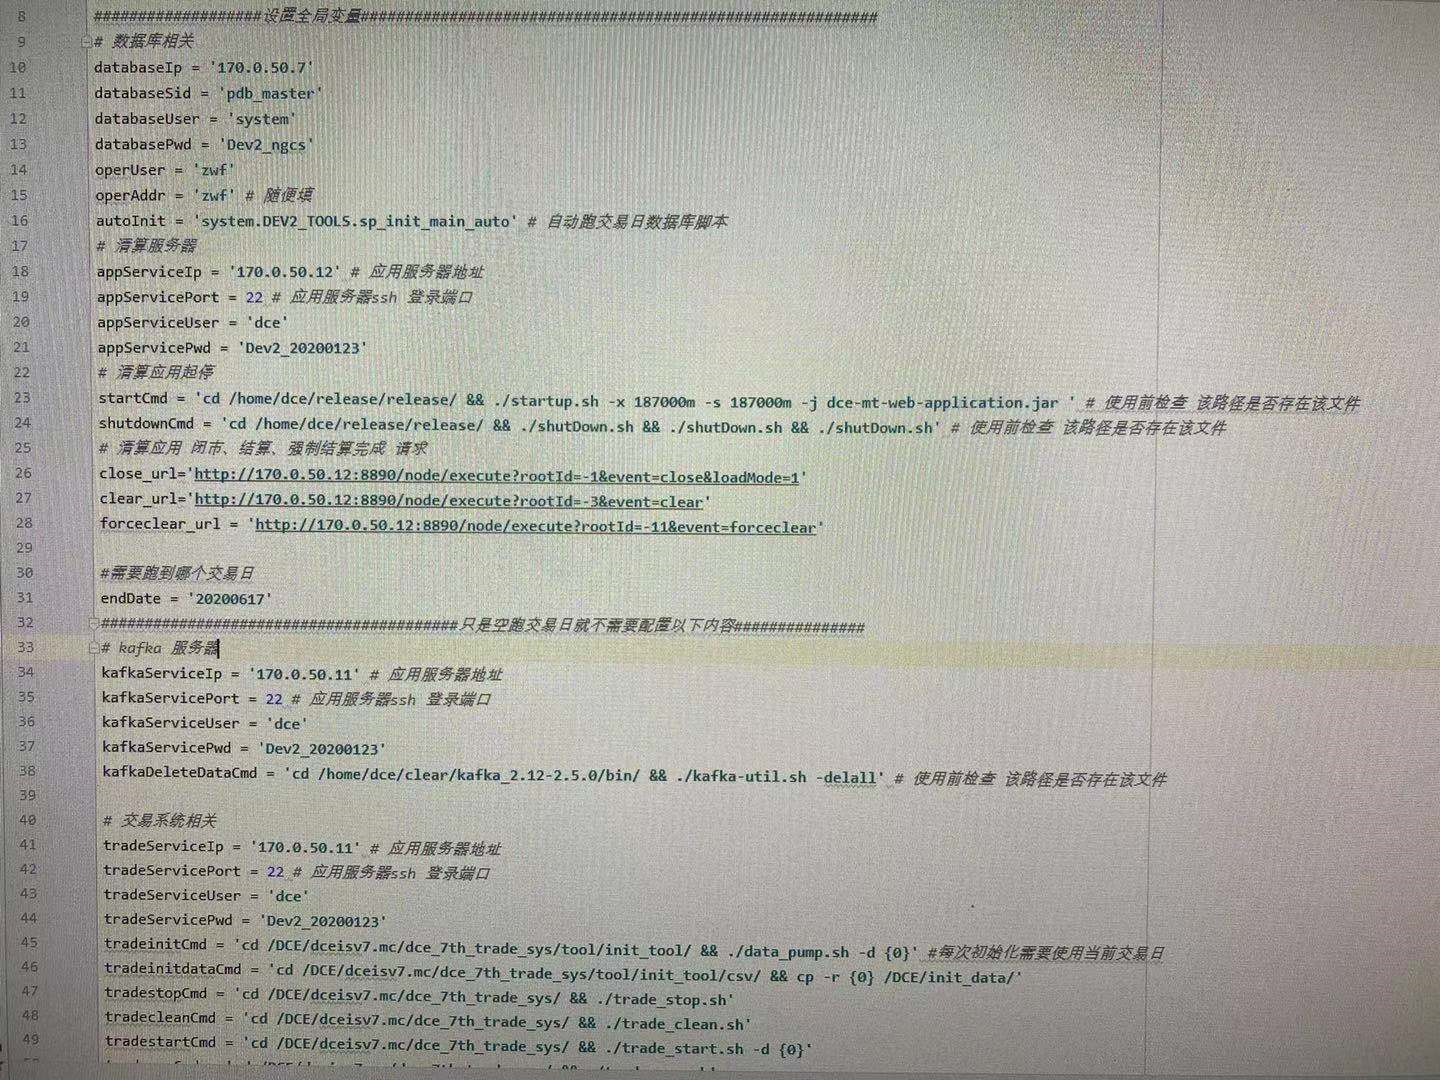 8 ###################设置全局变量###########################################################
9 # 数据库相关
10 databaseIp = '170.0.50.7'
11 databaseSid = 'pdb_master'
12 databaseUser = 'system'
13 databasePwd = 'Dev2_ngcs'
14 operUser = 'zwf'
15 operAddr = 'zwf' # 随便填
16 autoInit = 'system.DEV2_TOOLS.sp_init_main_auto' # 自动跑交易日数据库脚本
17 # 清算服务器
18 appServiceIp = '170.0.50.12' # 应用服务器地址
19 appServicePort = 22 # 应用服务器ssh 登录端口
20 appServiceUser = 'dce'
21 appServicePwd = 'Dev2_20200123'
22 # 清算应用起停
23 startCmd = 'cd /home/dce/release/release/ && ./startup.sh -x 187000m -s 187000m -j dce-mt-web-application.jar ' # 使用前检查 该路径是否存在该文件
24 shutdownCmd = 'cd /home/dce/release/release/ && ./shutDown.sh && ./shutDown.sh && ./shutDown.sh' # 使用前检查 该路径是否存在该文件
25 # 清算应用 闭市、结算、强制结算完成 请求
26 close_url='http://170.0.50.12:8890/node/execute?rootId=-1&event=close&loadMode=1'
27 clear_url='http://170.0.50.12:8890/node/execute?rootId=-3&event=clear'
28 forceclear_url = 'http://170.0.50.12:8890/node/execute?rootId=-11&event=forceclear'
29
30 #需要跑到哪个交易日
31 endDate = '20200617'
32 #########################################只是空跑交易日就不需要配置以下内容###############
33 # kafka 服务器
34 kafkaServiceIp = '170.0.50.11' # 应用服务器地址
35 kafkaServicePort = 22 # 应用服务器ssh 登录端口
36 kafkaServiceUser = 'dce'
37 kafkaServicePwd = 'Dev2_20200123'
38 kafkaDeleteDataCmd = 'cd /home/dce/clear/kafka_2.12-2.5.0/bin/ && ./kafka-util.sh -delall' # 使用前检查 该路径是否存在该文件
39
40 # 交易系统相关
41 tradeServiceIp = '170.0.50.11' # 应用服务器地址
42 tradeServicePort = 22 # 应用服务器ssh 登录端口
43 tradeServiceUser = 'dce'
44 tradeServicePwd = 'Dev2_20200123'
45 tradeinitCmd = 'cd /DCE/dceisv7.mc/dce_7th_trade_sys/tool/init_tool/ && ./data_pump.sh -d {0}' #每次初始化需要使用当前交易日
46 tradeinitdataCmd = 'cd /DCE/dceisv7.mc/dce_7th_trade_sys/tool/init_tool/csv/ && cp -r {0} /DCE/init_data/'
47 tradestopCmd = 'cd /DCE/dceisv7.mc/dce_7th_trade_sys/ && ./trade_stop.sh'
48 tradecleanCmd = 'cd /DCE/dceisv7.mc/dce_7th_trade_sys/ && ./trade_clean.sh'
49 tradestartCmd = 'cd /DCE/dceisv7.mc/dce_7th_trade_sys/ && ./trade_start.sh -d {0}'